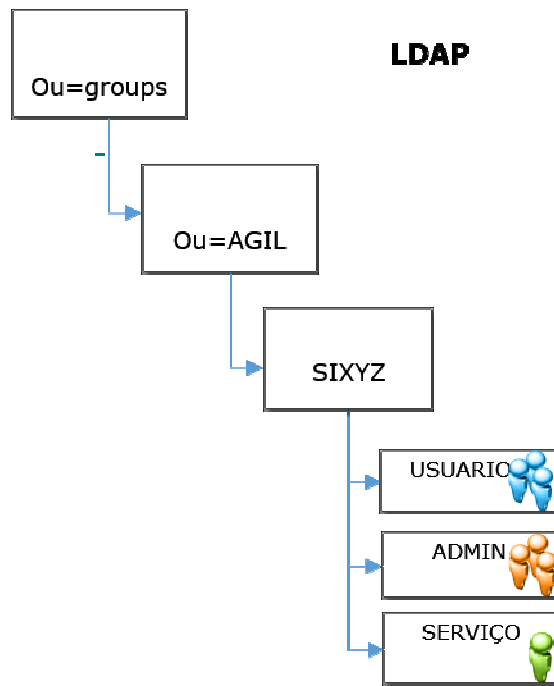 LDAP
Ou=groups
Ou=AGIL
SIXYZ
USUARIO
ADMIN
SERVIÇO